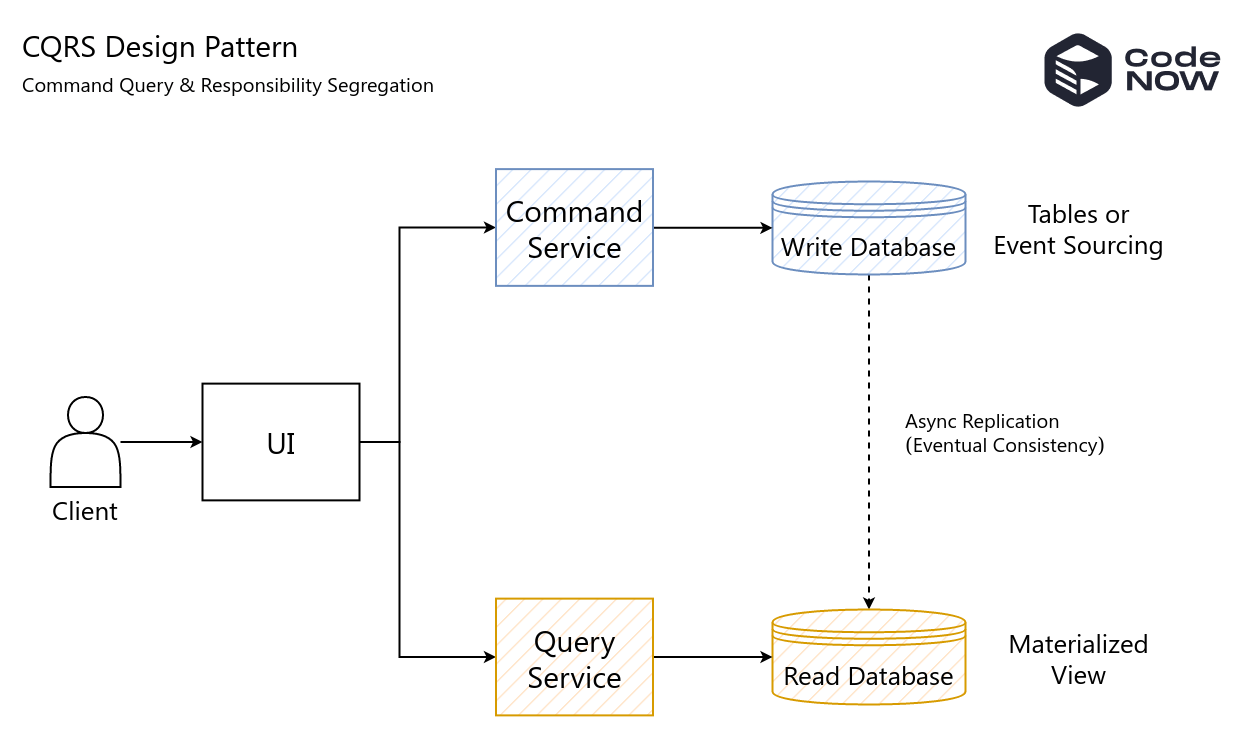 CQRS Design Pattern
Command Query & Responsibility Segregation
Code
NOW
Command
Service
Write Database
Tables or
Event Sourcing
Client
UI
Async Replication
(Eventual Consistency)
Query
Service
Read Database
Materialized
View